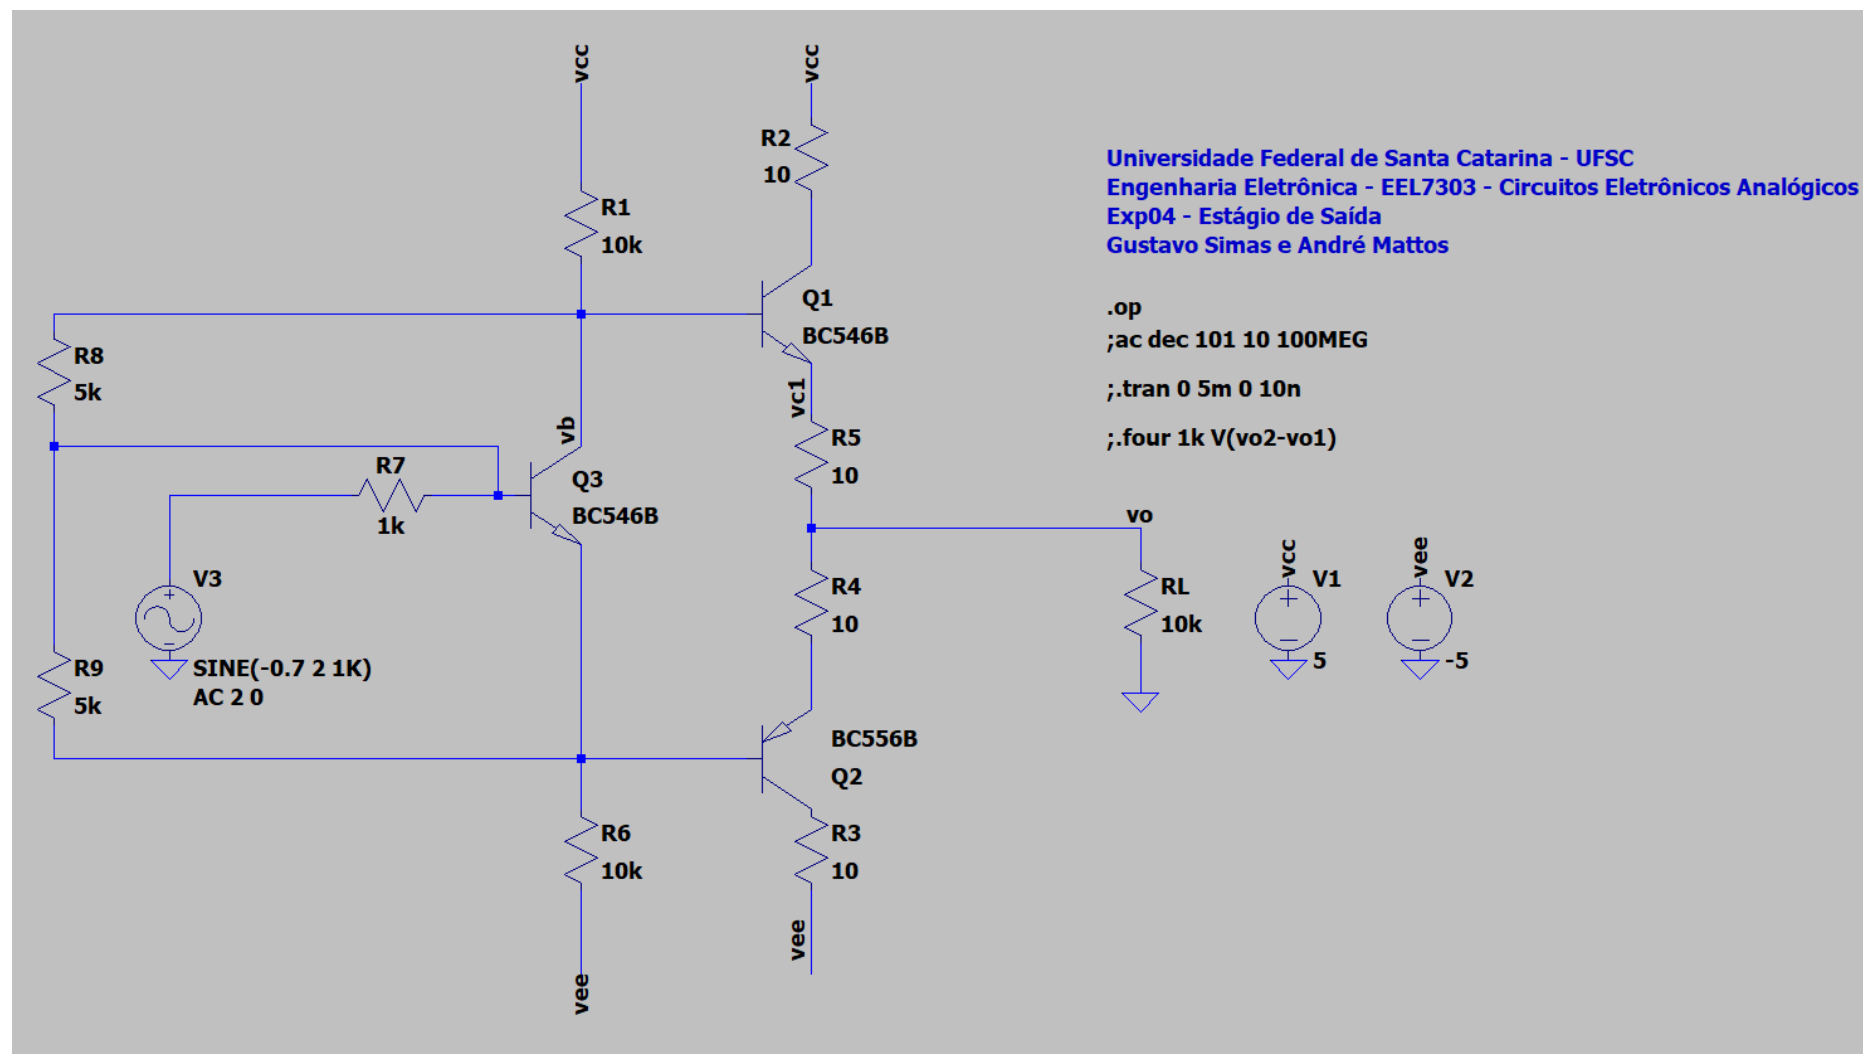 vcc
vcc
R2
10
R1
10k
Universidade Federal de Santa Catarina - UFSC
Engenharia Eletrônica - EEL7303 - Circuitos Eletrônicos Analógicos
Exp04 - Estágio de Saída
Gustavo Simas e André Mattos
Q1
BC546B
.op
;ac dec 101 10 100MEG
;.tran 0 5m 0 10n
;.four 1k V(vo2-vo1)
R8
5k
vc1
vb
R5
10
R7
1k
Q3
BC546B
vo
V3
SINE(-0.7 2 1K)
AC 2 0
R4
10
RL
10k
vcc
V1
5
vee
V2
-5
R9
5k
BC556B
Q2
R6
10k
R3
10
vee
vee